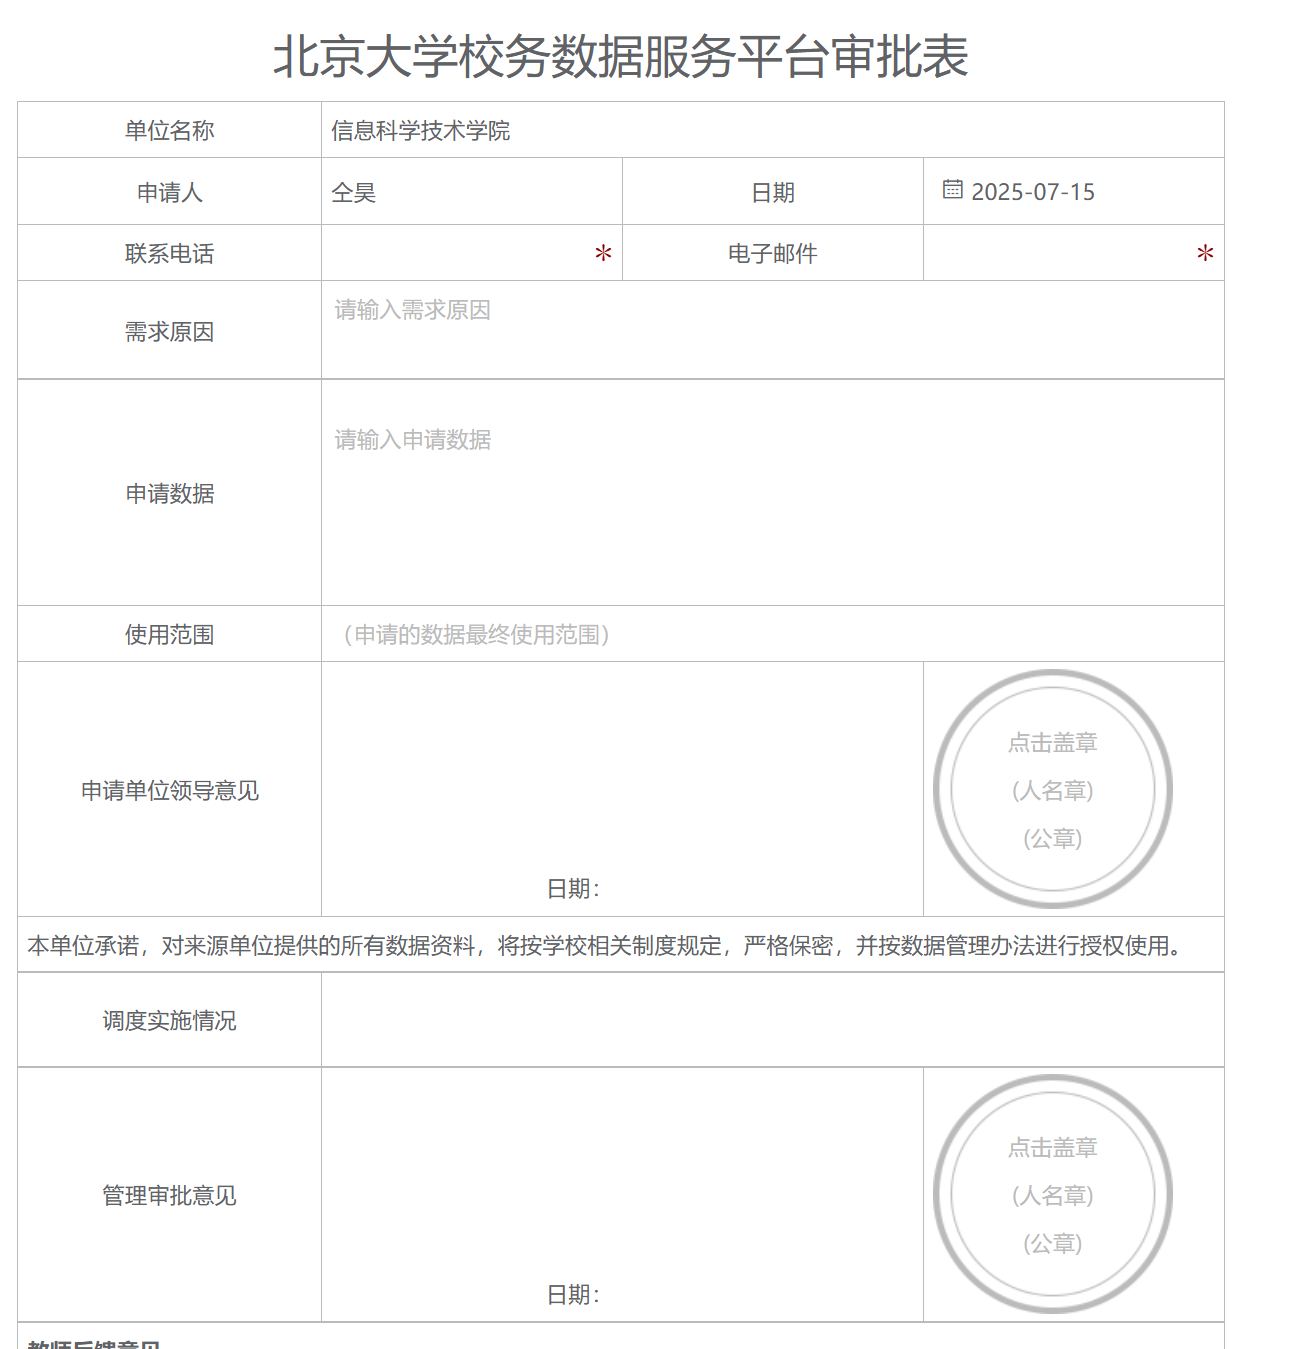 北京大学校务数据服务平台审批表
单位名称 信息科学技术学院
申请人 仝昊 日期 2025-07-15
联系电话 * 电子邮件 *
需求原因 请输入需求原因
申请数据 请输入申请数据
使用范围 （申请的数据最终使用范围）
申请单位领导意见 日期：
点击盖章
(人名章)
(公章)
本单位承诺，对来源单位提供的所有数据资料，将按学校相关制度规定，严格保密，并按数据管理办法进行授权使用。
调度实施情况
管理审批意见 日期：
点击盖章
(人名章)
(公章)
教师反馈意见